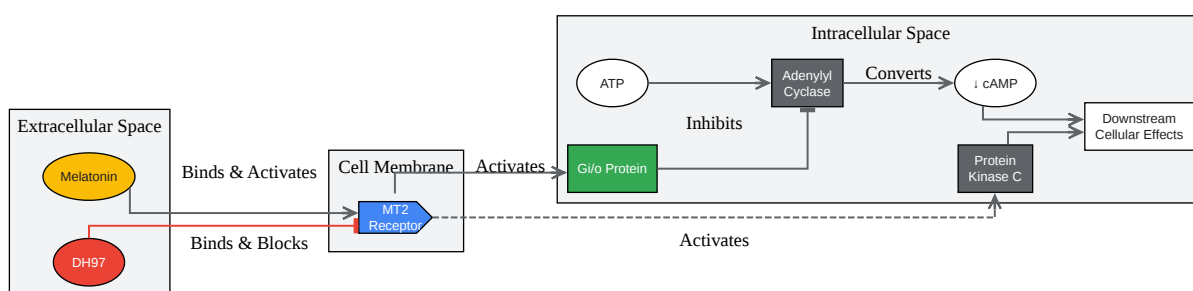 Extracellular Space
Melatonin
DH97
Binds & Activates
Binds & Blocks
Cell Membrane
MT2
Receptor
Activates
Activates
Intracellular Space
ATP
Adenylyl
Cyclase
Converts
↓ cAMP
Inhibits
Gi/o Protein
Protein
Kinase C
Downstream
Cellular Effects